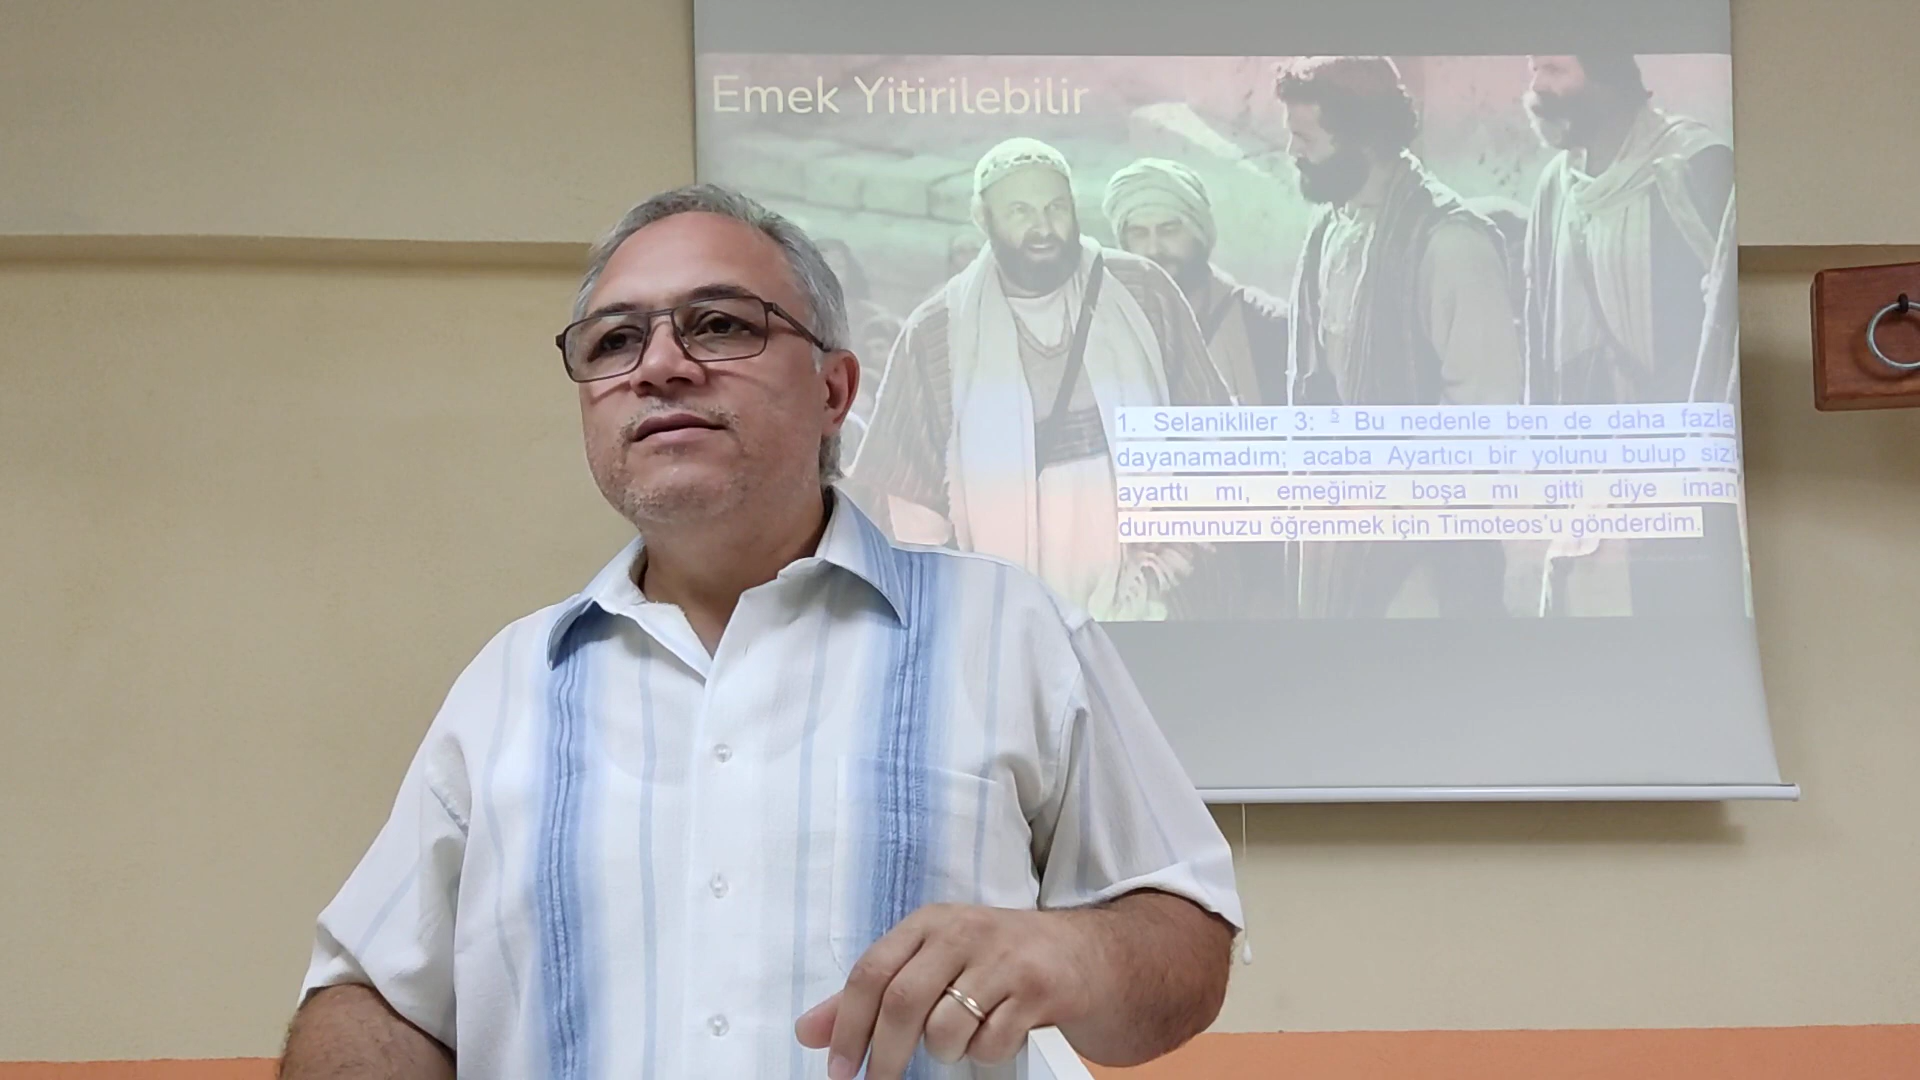 Emek Yitirilebilir
1. Selanikliler 3: 5 Bu nedenle ben de daha fazla
dayanamadım; acaba Ayartıcı bir yolunu bulup sizi
ayarttı mı, emeğimiz boşa mı gitti diye iman
durumunuzu öğrenmek için Timoteos'u gönderdim.